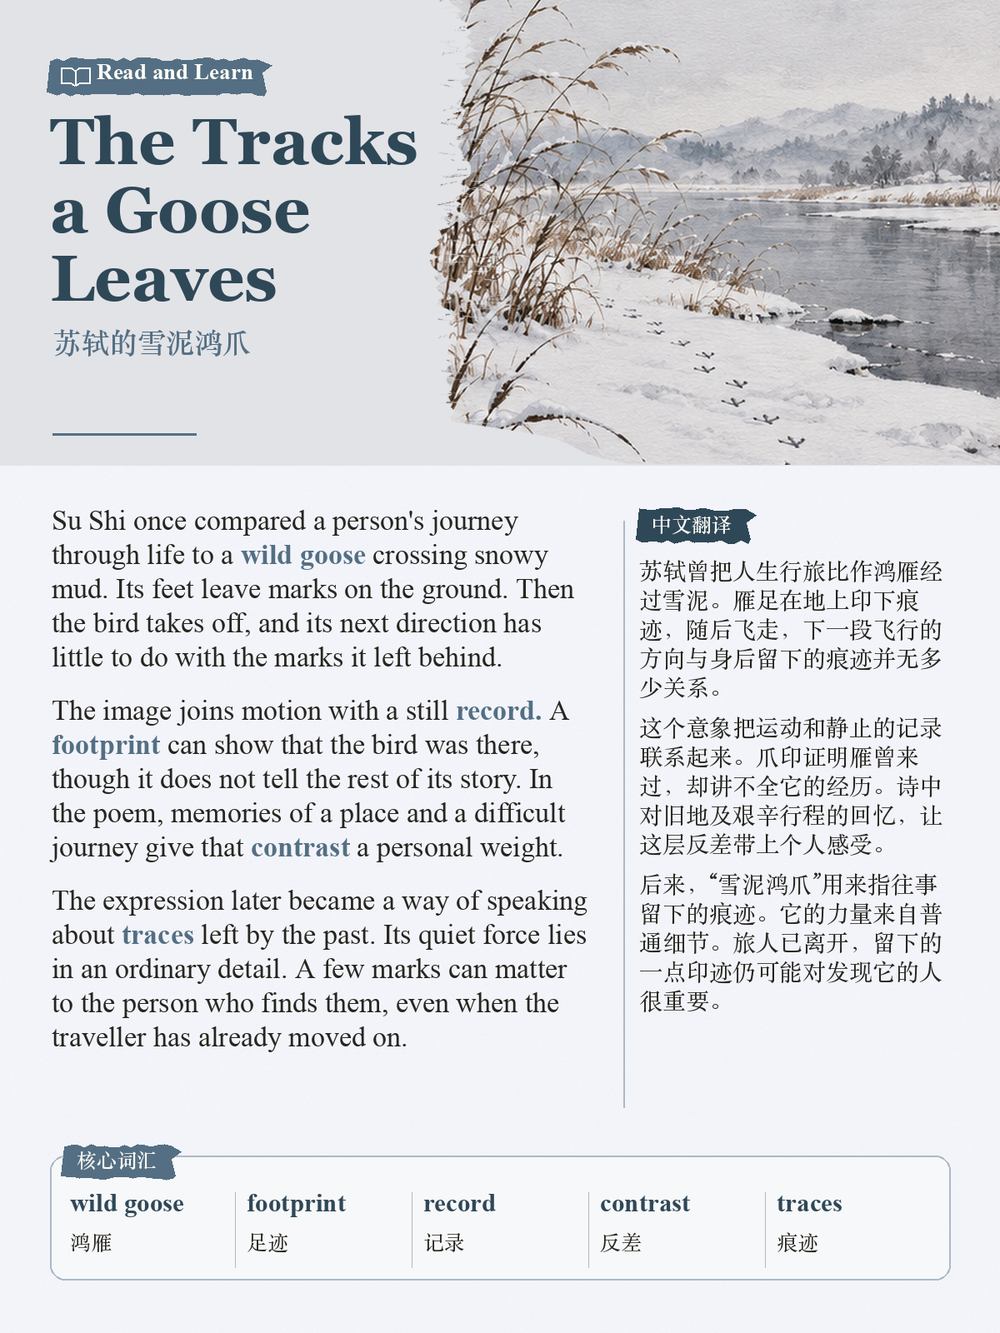 Read and Learn
The Tracks
a Goose
Leaves
苏轼的雪泥鸿爪
Su Shi once compared a person's journey
through life to a wild goose crossing snowy
mud. Its feet leave marks on the ground. Then
the bird takes off, and its next direction has
little to do with the marks it left behind.
The image joins motion with a still record. A
footprint can show that the bird was there,
though it does not tell the rest of its story. In
the poem, memories of a place and a difficult
journey give that contrast a personal weight.
The expression later became a way of speaking
about traces left by the past. Its quiet force lies
in an ordinary detail. A few marks can matter
to the person who finds them, even when the
traveller has already moved on.
中文翻译
苏轼曾把人生行旅比作鸿雁经
过雪泥。雁足在地上印下痕
迹，随后飞走，下一段飞行的
方向与身后留下的痕迹并无多
少关系。
这个意象把运动和静止的记录
联系起来。爪印证明雁曾来
过，却讲不全它的经历。诗中
对旧地及艰辛行程的回忆，让
这层反差带上个人感受。
后来，“雪泥鸿爪”用来指往事
留下的痕迹。它的力量来自普
通细节。旅人已离开，留下的
一点印迹仍可能对发现它的人
很重要。
核心词汇
wild goose
鸿雁
footprint
足迹
record
记录
contrast
反差
traces
痕迹